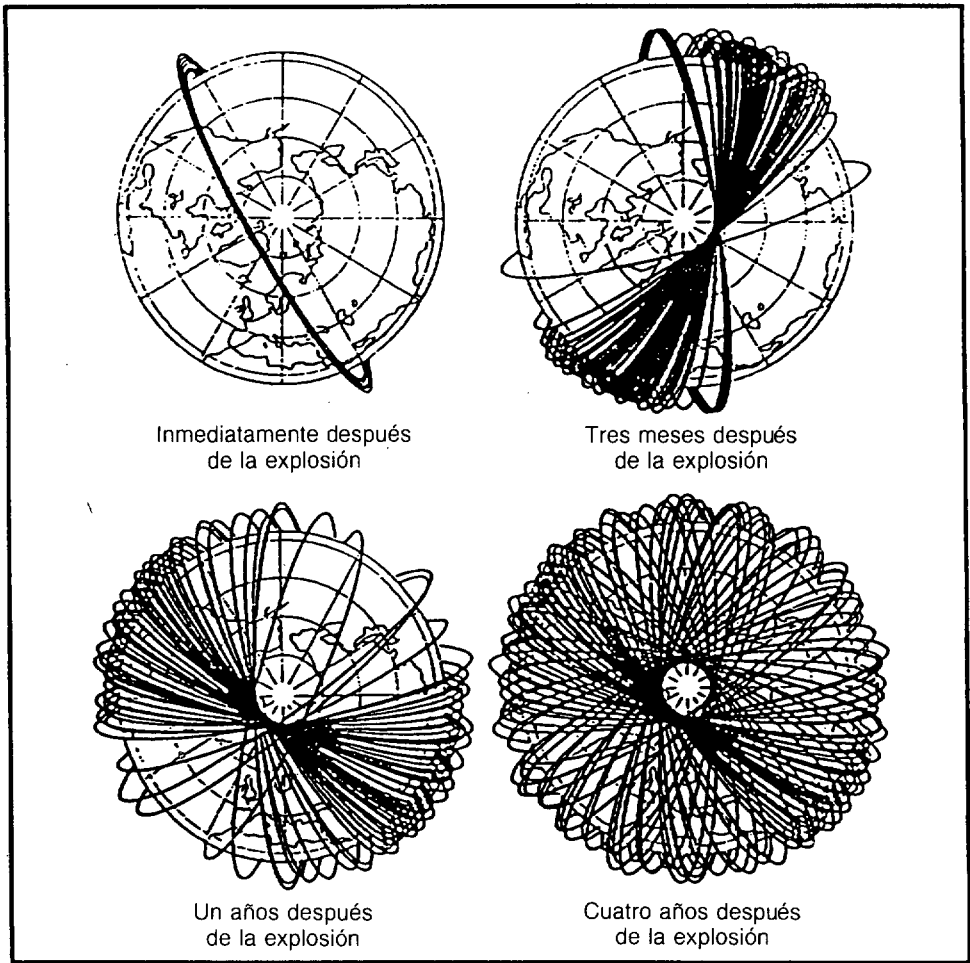 Inmediatamente después
de la explosión
Tres meses después
de la explosión
Un años después
de la explosión
Cuatro años después
de la explosión